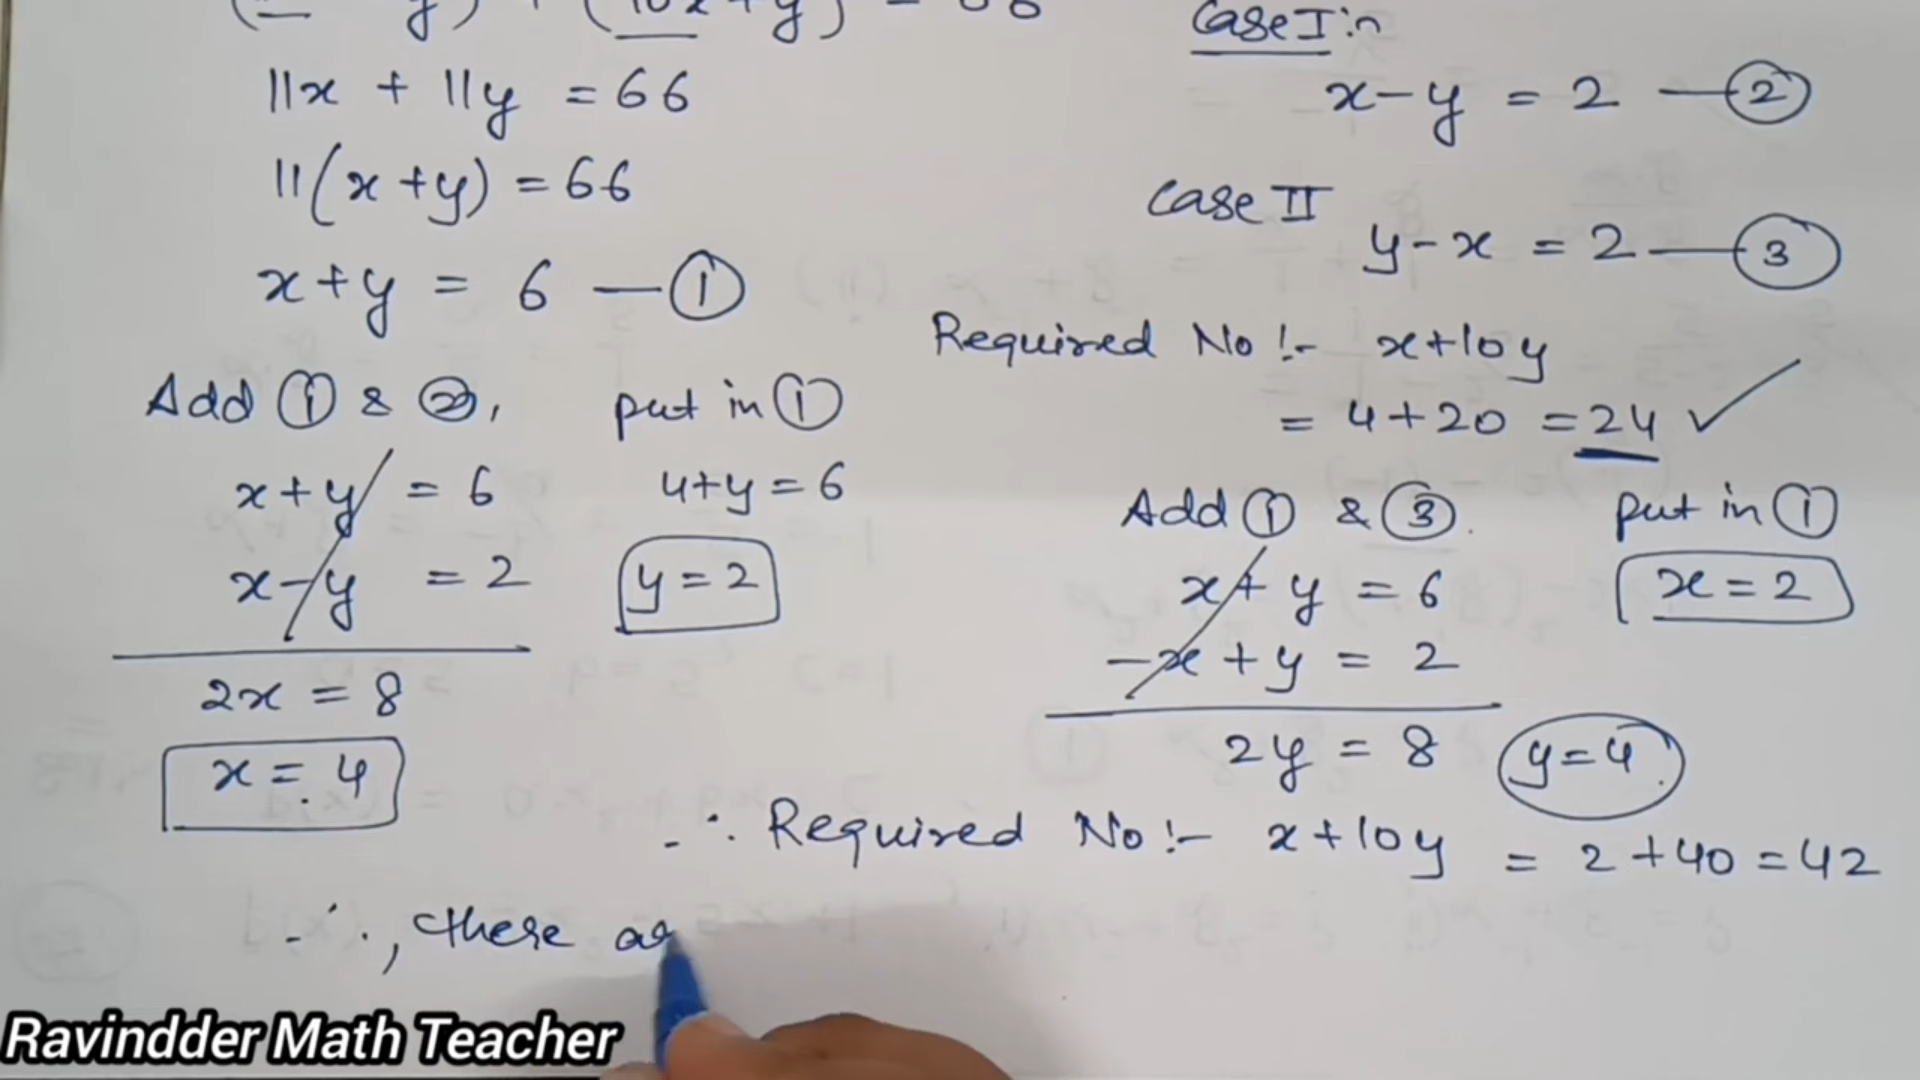 11x + 11y = 66
11(x+y) = 66
x+y = 6 —①
Add ① & ②,
x+y = 6
x-y = 2
2x = 8
x = 4
put in ①
4+y=6
y=2
Case I :-
x-y = 2 —②
Case II
y-x = 2 —③
Required No :- x+10y
= 4+20 = 24 ✓
Add ① & ③.
x+y = 6
-x+y = 2
2y = 8
y=4
put in ①
x=2
∴ Required No :- x+10y = 2+40 = 42
∴, there
Ravindder Math Teacher